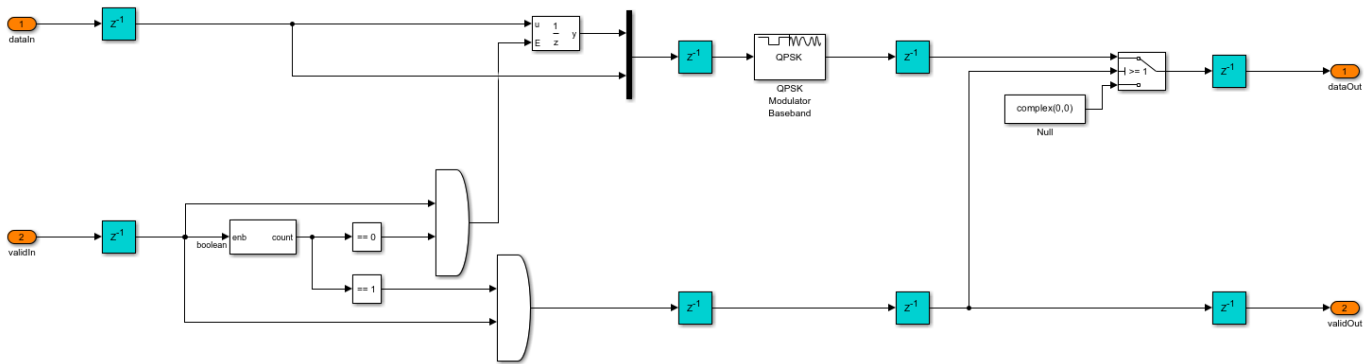 1
dataIn
z-1
u
E
1
z
y
z-1
QPSK
QPSK
Modulator
Baseband
z-1
>= 1
complex(0,0)
Null
z-1
1
dataOut
2
validIn
z-1
boolean
enb count
== 0
== 1
z-1
z-1
z-1
2
validOut